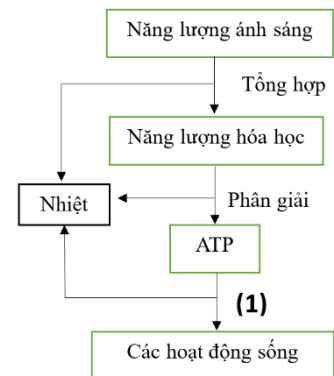 Năng lượng ánh sáng
Tổng hợp
Năng lượng hóa học
Phân giải
Nhiệt
ATP
(1)
Các hoạt động sống